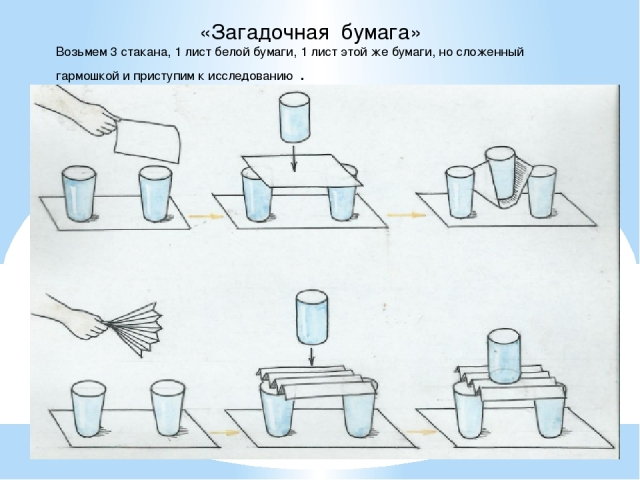 «Загадочная бумага»
Возьмем 3 стакана, 1 лист белой бумаги, 1 лист этой же бумаги, но сложенный
гармошкой и приступим к исследованию .